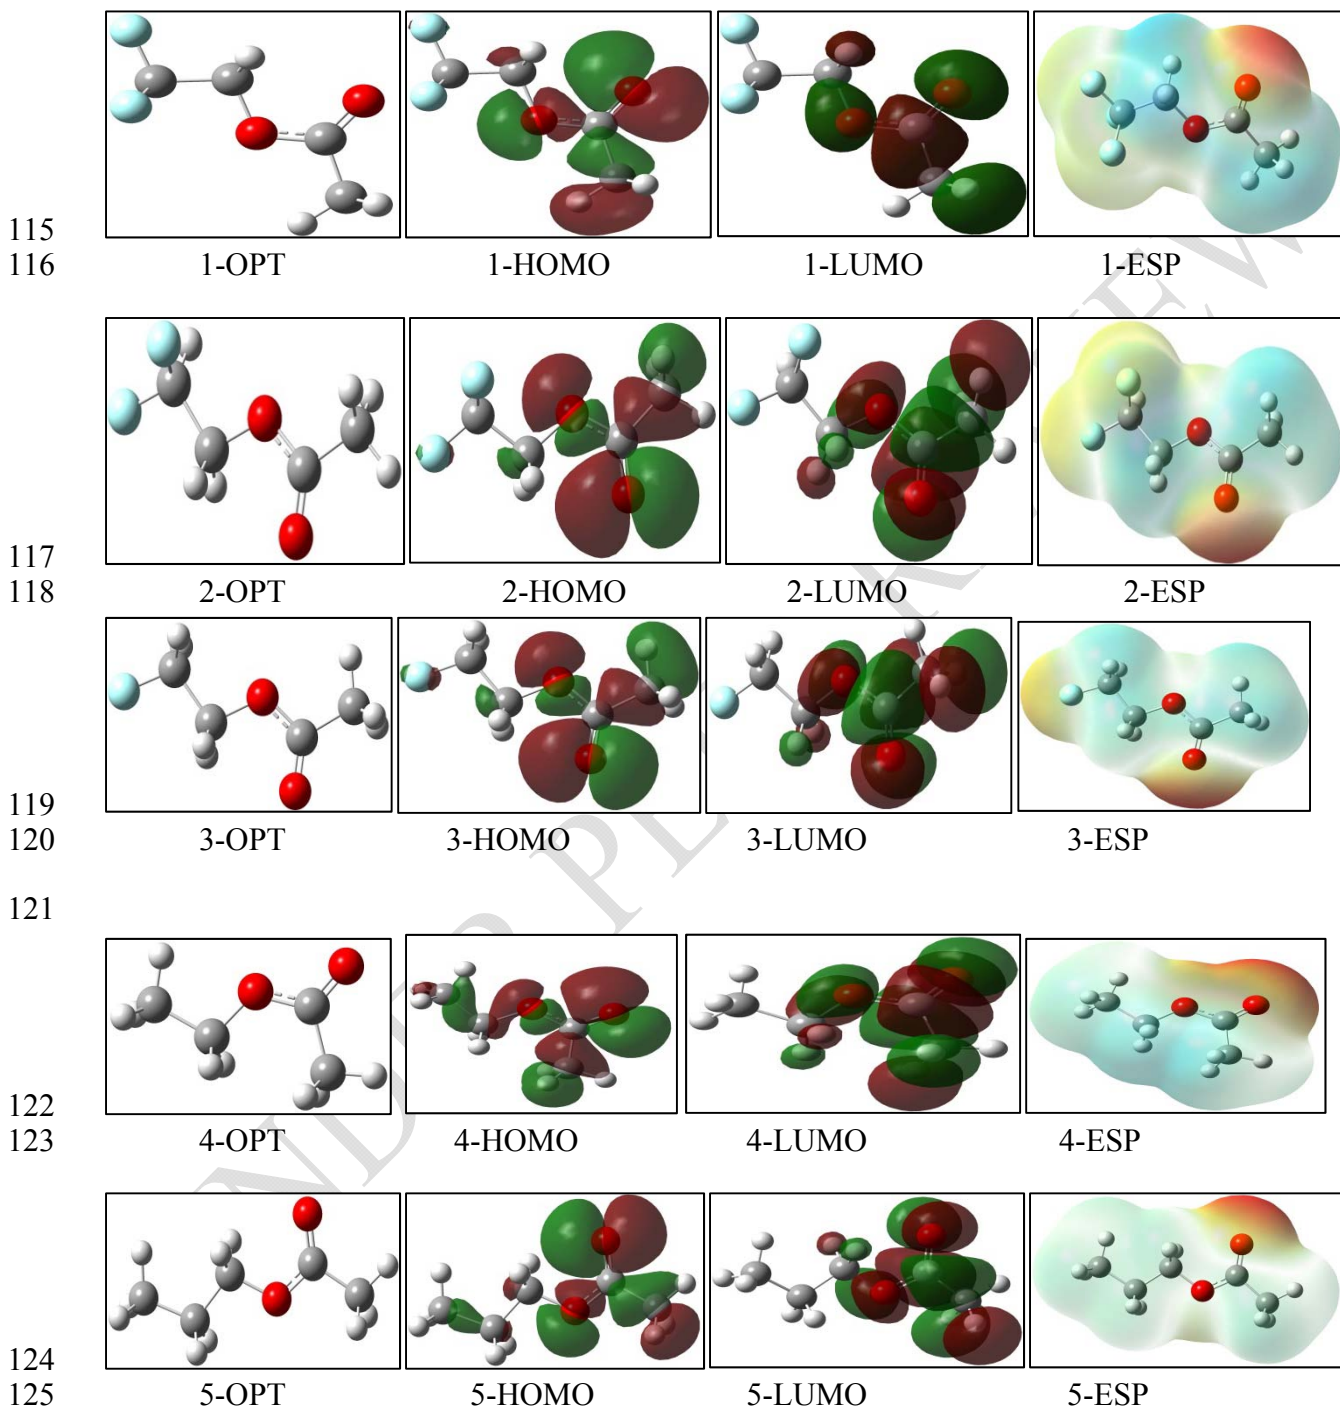 115
116 1-OPT 1-HOMO 1-LUMO 1-ESP
117
118 2-OPT 2-HOMO 2-LUMO 2-ESP
119
120 3-OPT 3-HOMO 3-LUMO 3-ESP
121
122
123 4-OPT 4-HOMO 4-LUMO 4-ESP
124
125 5-OPT 5-HOMO 5-LUMO 5-ESP